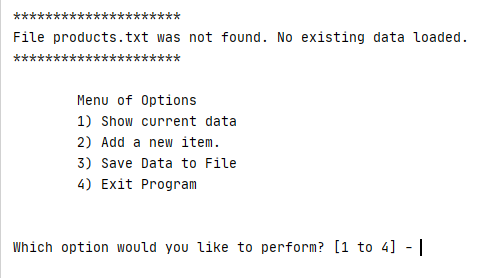 *********************
File products.txt was not found. No existing data loaded.
*********************
Menu of Options
1) Show current data
2) Add a new item.
3) Save Data to File
4) Exit Program
Which option would you like to perform? [1 to 4] -